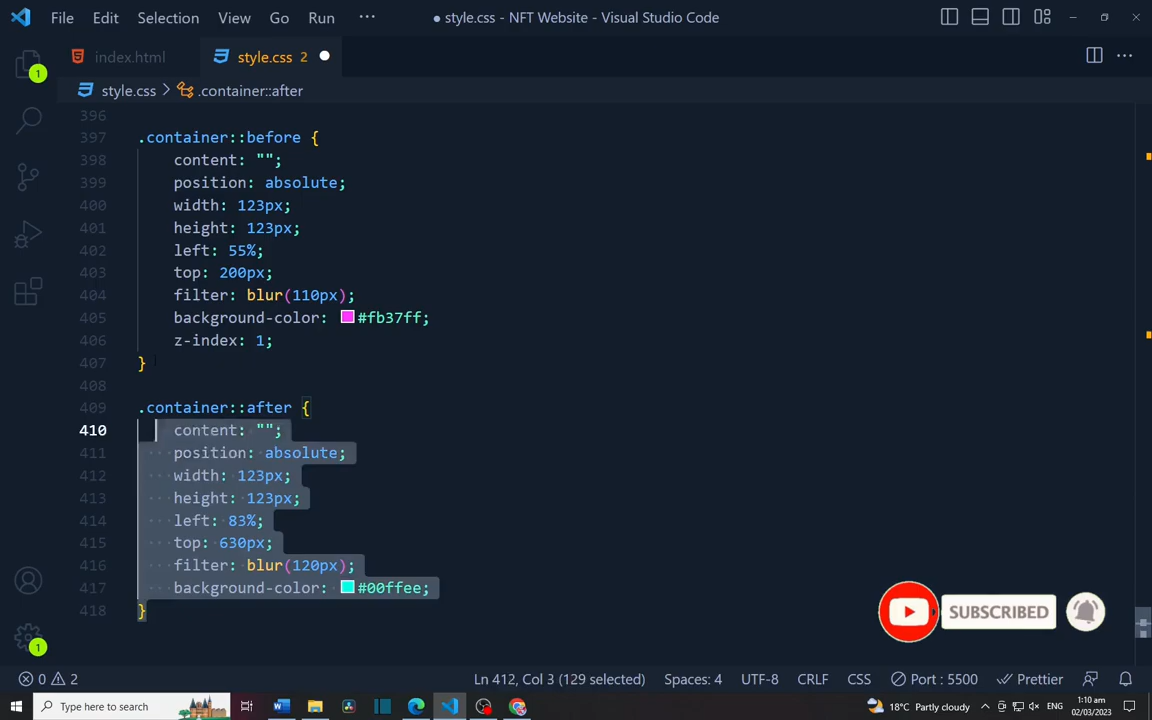 File Edit Selection View Go Run ··· ● style.css - NFT Website - Visual Studio Code
index.html style.css 2
style.css > .container::after
1
396
397 .container::before {
398 content: "";
399 position: absolute;
400 width: 123px;
401 height: 123px;
402 left: 55%;
403 top: 200px;
404 filter: blur(110px);
405 background-color: #fb37ff;
406 z-index: 1;
407 }
408
409 .container::after {
410 content: "";
411 position: absolute;
412 width: 123px;
413 height: 123px;
414 left: 83%;
415 top: 630px;
416 filter: blur(120px);
417 background-color: #00ffee;
418 }
SUBSCRIBED
1
0 2 Ln 412, Col 3 (129 selected) Spaces: 4 UTF-8 CRLF CSS Port : 5500 Prettier
Type here to search 18°C Partly cloudy ENG 1:10 am
02/03/2023